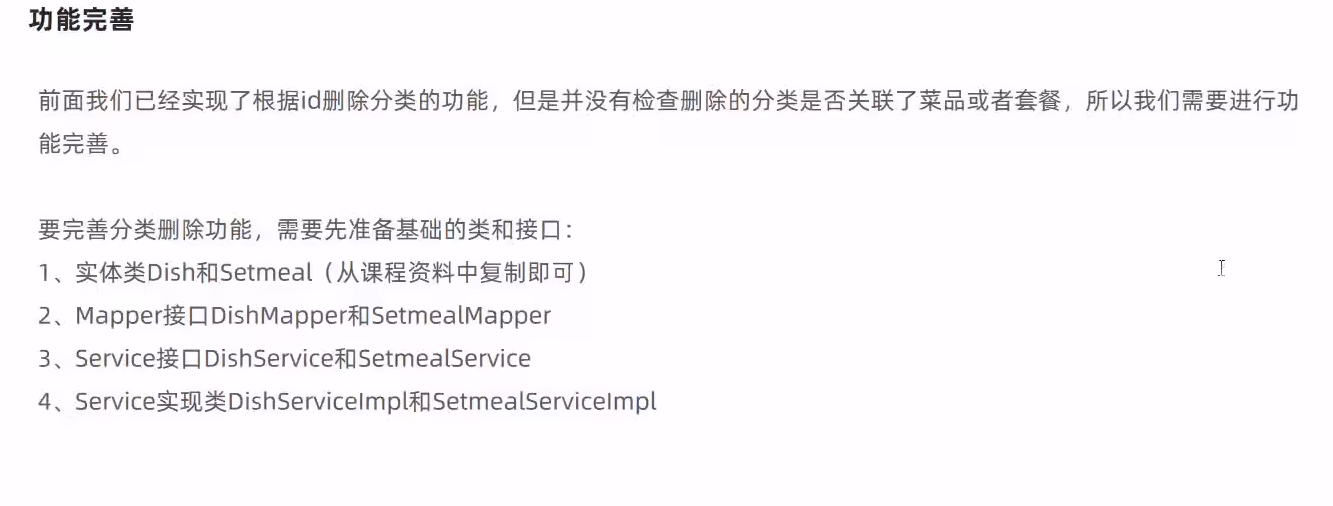 功能完善
前面我们已经实现了根据id删除分类的功能，但是并没有检查删除的分类是否关联了菜品或者套餐，所以我们需要进行功
能完善。
要完善分类删除功能，需要先准备基础的类和接口：
1、实体类Dish和Setmeal（从课程资料中复制即可）
2、Mapper接口DishMapper和SetmealMapper
3、Service接口DishService和SetmealService
4、Service实现类DishServiceImpl和SetmealServiceImpl